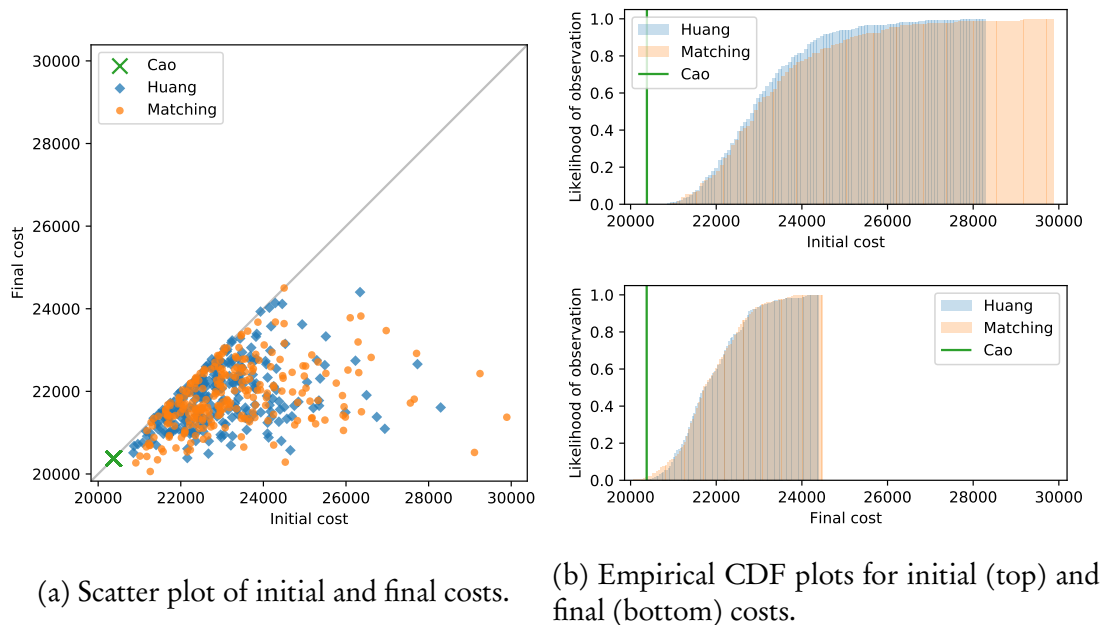 30000
28000
26000
24000
22000
20000
Final cost
Cao
Huang
Matching
20000 22000 24000 26000 28000 30000
Initial cost
1.0
0.8
0.6
0.4
0.2
0.0
Likelihood of observation
Huang
Matching
Cao
20000 22000 24000 26000 28000 30000
Initial cost
1.0
0.8
0.6
0.4
0.2
0.0
Likelihood of observation
Huang
Matching
Cao
20000 22000 24000 26000 28000 30000
Final cost
(a) Scatter plot of initial and final costs.
(b) Empirical CDF plots for initial (top) and
final (bottom) costs.